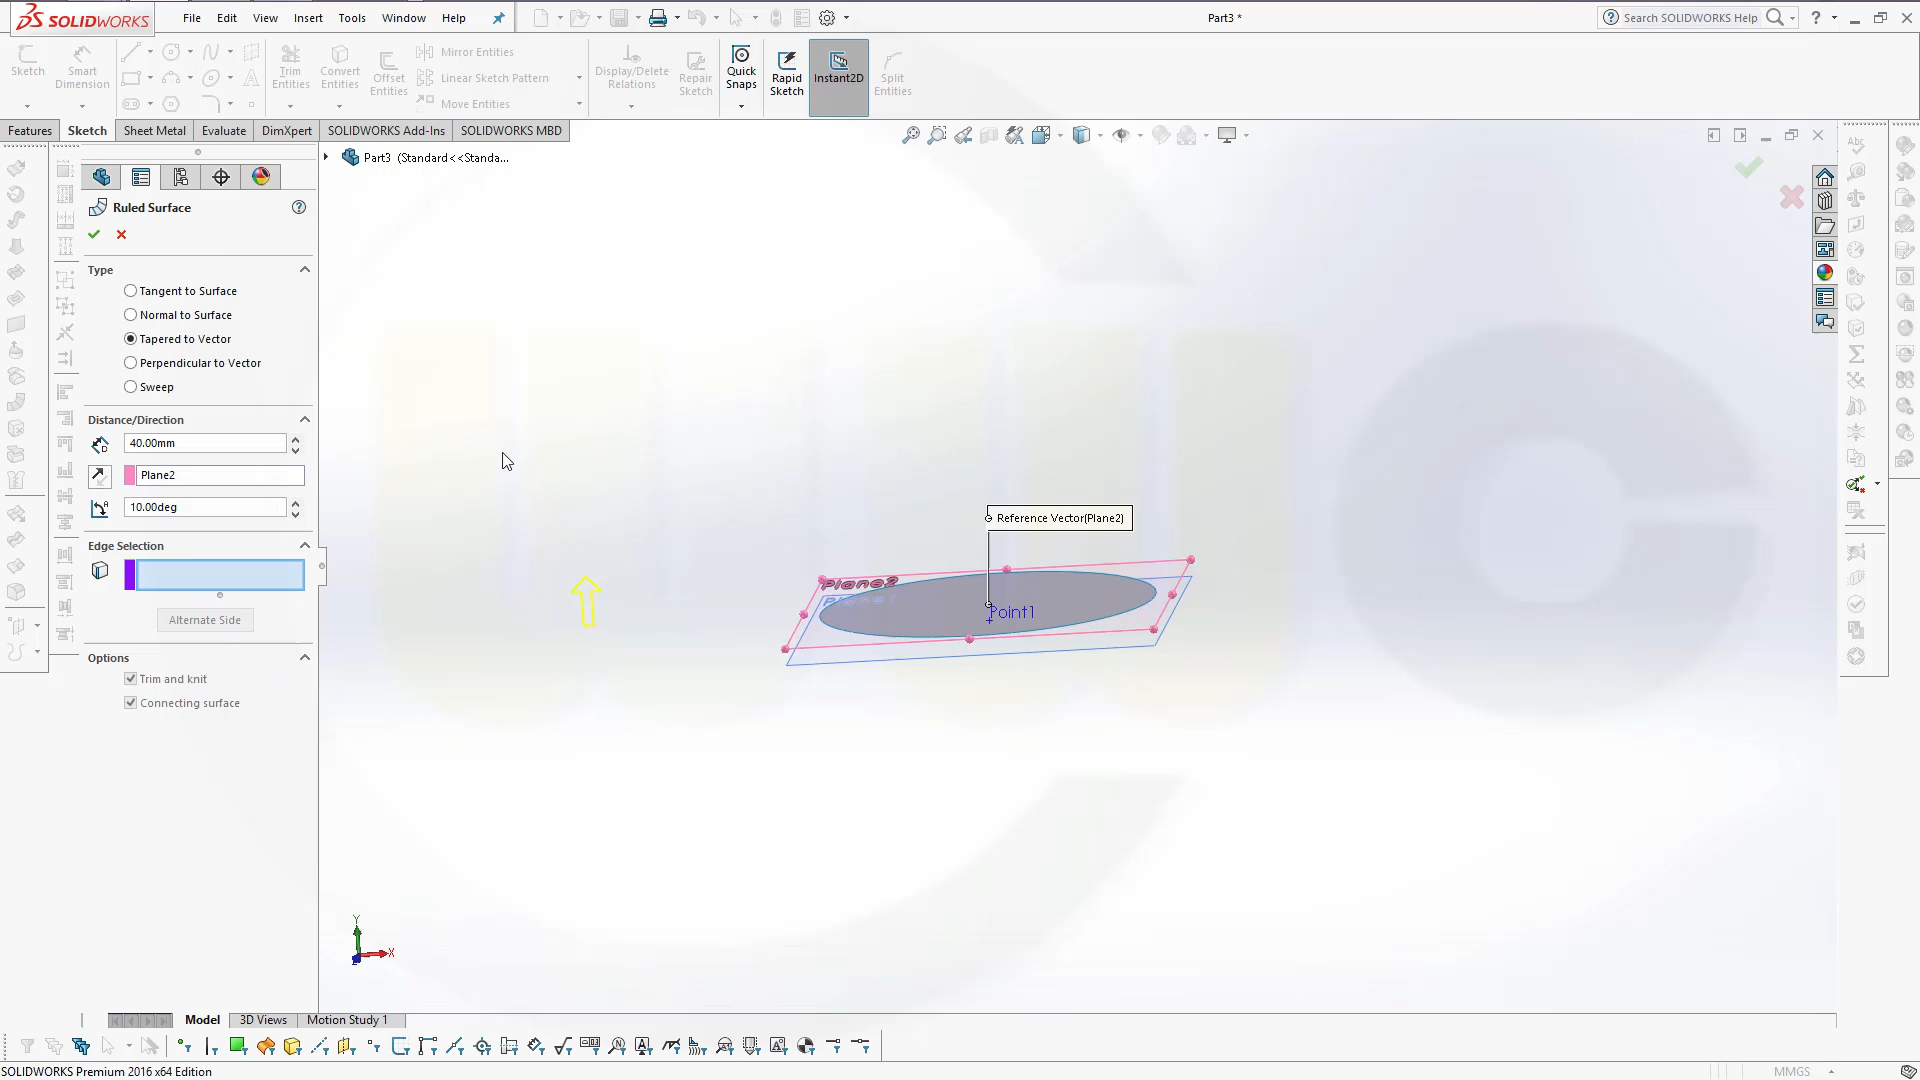 SOLIDWORKS
File Edit View Insert Tools Window Help
Part3 *
Search SOLIDWORKS Help
Sketch
Smart Dimension
Trim Entities
Convert Entities
Offset Entities
Mirror Entities
Linear Sketch Pattern
Move Entities
Display/Delete Relations
Repair Sketch
Quick Snaps
Rapid Sketch
Instant2D
Split Entities
Features Sketch Sheet Metal Evaluate DimXpert SOLIDWORKS Add-Ins SOLIDWORKS MBD
Part3 (Standard<<Standa...
Ruled Surface
Type
Tangent to Surface
Normal to Surface
Tapered to Vector
Perpendicular to Vector
Sweep
Distance/Direction
40.00mm
Plane2
10.00deg
Edge Selection
Alternate Side
Options
Trim and knit
Connecting surface
Reference Vector(Plane2)
Plane2
Plane1
Point1
Y
X
Z
Model 3D Views Motion Study 1
SOLIDWORKS Premium 2016 x64 Edition
MMGS